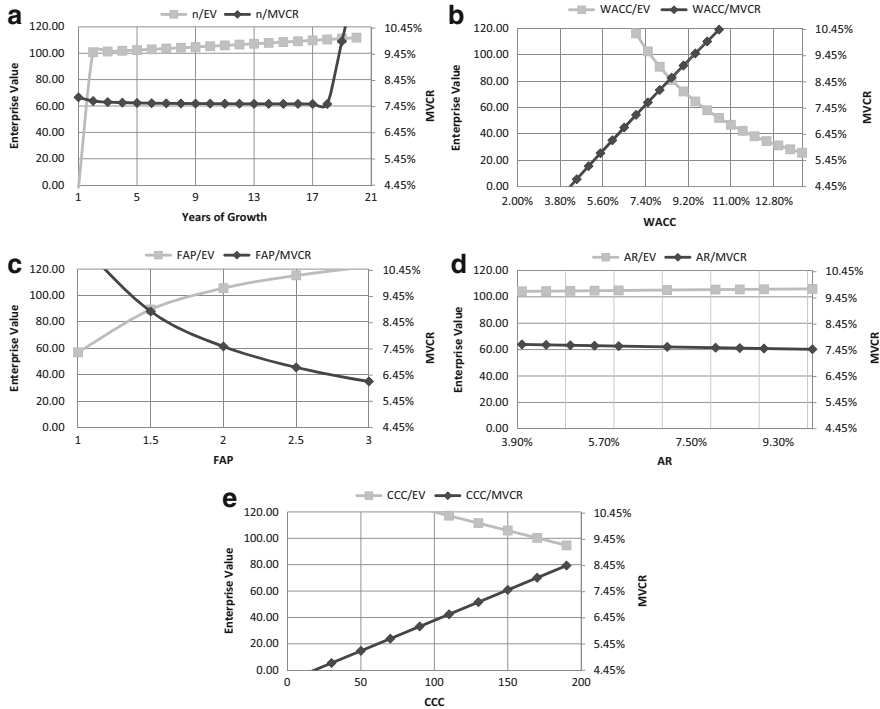 a
n/EV n/MVCR
120.00 10.45%
100.00 9.45%
80.00 8.45%
60.00 7.45%
40.00 6.45%
20.00 5.45%
0.00 4.45%
1 5 9 13 17 21
Enterprise Value
MVCR
Years of Growth
b
WACC/EV WACC/MVCR
120.00 10.45%
100.00 9.45%
80.00 8.45%
60.00 7.45%
40.00 6.45%
20.00 5.45%
0.00 4.45%
2.00% 3.80% 5.60% 7.40% 9.20% 11.00% 12.80%
Enterprise Value
MVCR
WACC
c
FAP/EV FAP/MVCR
120.00 10.45%
100.00 9.45%
80.00 8.45%
60.00 7.45%
40.00 6.45%
20.00 5.45%
0.00 4.45%
1 1.5 2 2.5 3
Enterprise Value
MVCR
FAP
d
AR/EV AR/MVCR
120.00 10.45%
100.00 9.45%
80.00 8.45%
60.00 7.45%
40.00 6.45%
20.00 5.45%
0.00 4.45%
3.90% 5.70% 7.50% 9.30%
Enterprise Value
MVCR
AR
e
CCC/EV CCC/MVCR
120.00 10.45%
100.00 9.45%
80.00 8.45%
60.00 7.45%
40.00 6.45%
20.00 5.45%
0.00 4.45%
0 50 100 150 200
Enterprise Value
MVCR
CCC